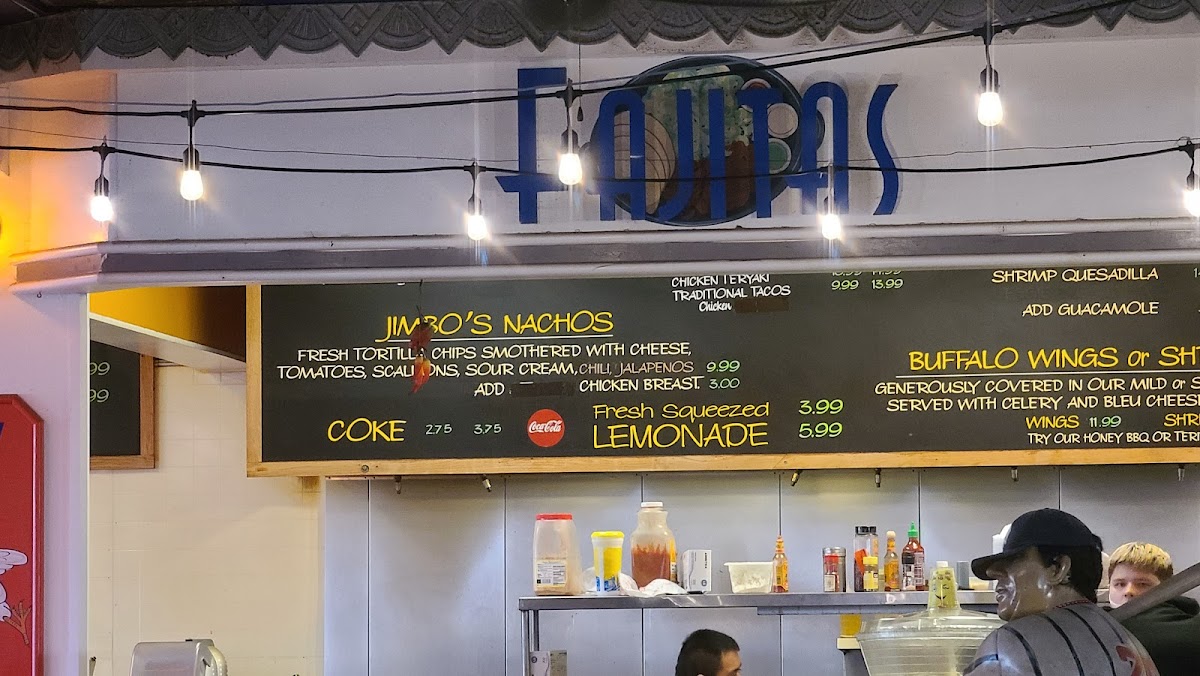 FAJITAS
CHICKEN TERYAKI
TRADITIONAL TACOS 9.99 13.99
Chicken
SHRIMP QUESADILLA
ADD GUACAMOLE
JIMBO'S NACHOS
FRESH TORTILLA CHIPS SMOTHERED WITH CHEESE,
TOMATOES, SCALLIONS, SOUR CREAM, CHILI, JALAPENOS 9.99
ADD CHICKEN BREAST 3.00
COKE 2.75 3.75
Coca-Cola
Fresh Squeezed 3.99
LEMONADE 5.99
BUFFALO WINGS or
GENEROUSLY COVERED IN OUR MILD or
SERVED WITH CELERY AND BLEU CHEESE
WINGS 11.99
TRY OUR HONEY BBQ OR
99
99